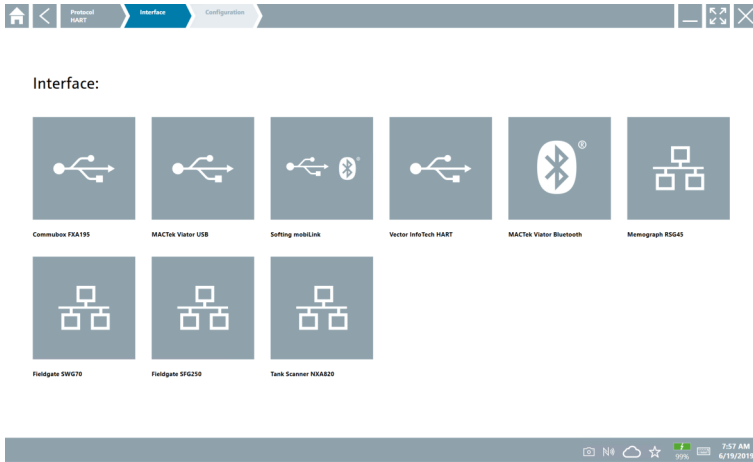 Protocol
HART
Interface
Configuration
Interface:
Commubox FXA195
MACTek Viator USB
Softing mobiLink
Vector InfoTech HART
MACTek Viator Bluetooth
Memograph RSG45
Fieldgate SWG70
Fieldgate SFG250
Tank Scanner NXA820
99%
7:57 AM
6/19/2019